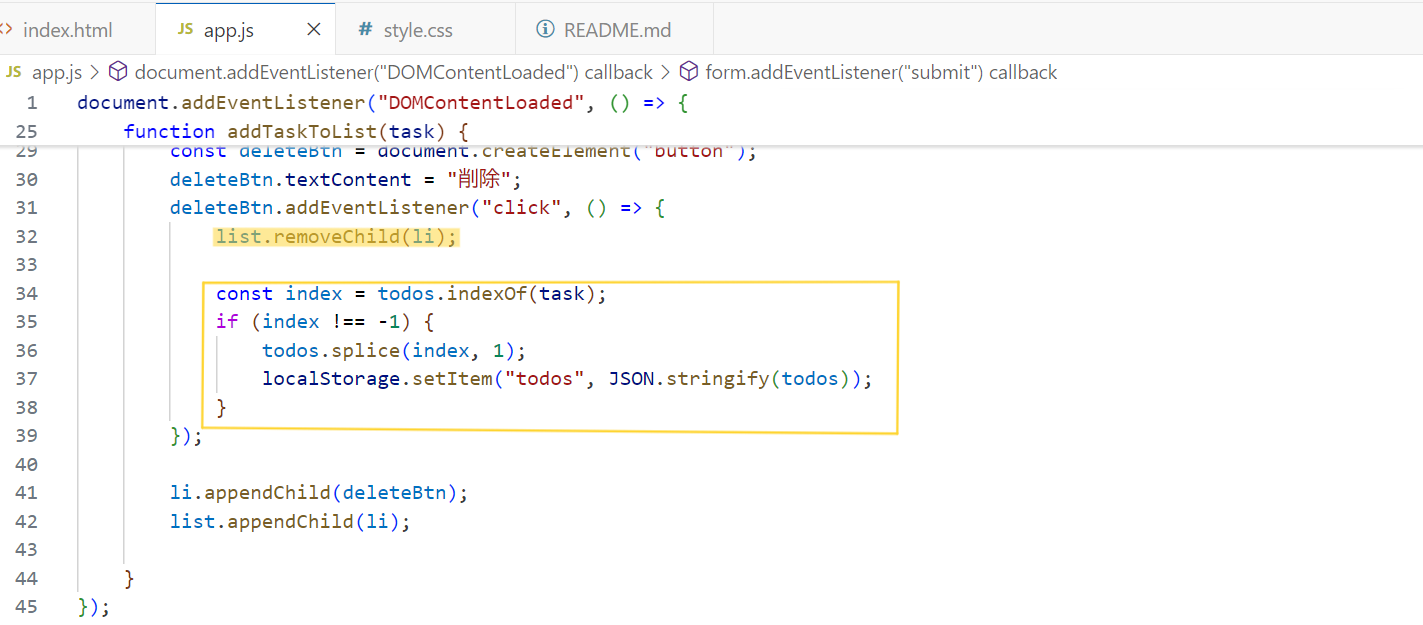 <> index.html JS app.js × # style.css ⓘ README.md
JS app.js > document.addEventListener("DOMContentLoaded") callback > form.addEventListener("submit") callback
1 document.addEventListener("DOMContentLoaded", () => {
25 function addTaskToList(task) {
29 const deleteBtn = document.createElement("button");
30 deleteBtn.textContent = "削除";
31 deleteBtn.addEventListener("click", () => {
32 list.removeChild(li);
33
34 const index = todos.indexOf(task);
35 if (index !== -1) {
36 todos.splice(index, 1);
37 localStorage.setItem("todos", JSON.stringify(todos));
38 }
39 });
40
41 li.appendChild(deleteBtn);
42 list.appendChild(li);
43
44 }
45 });